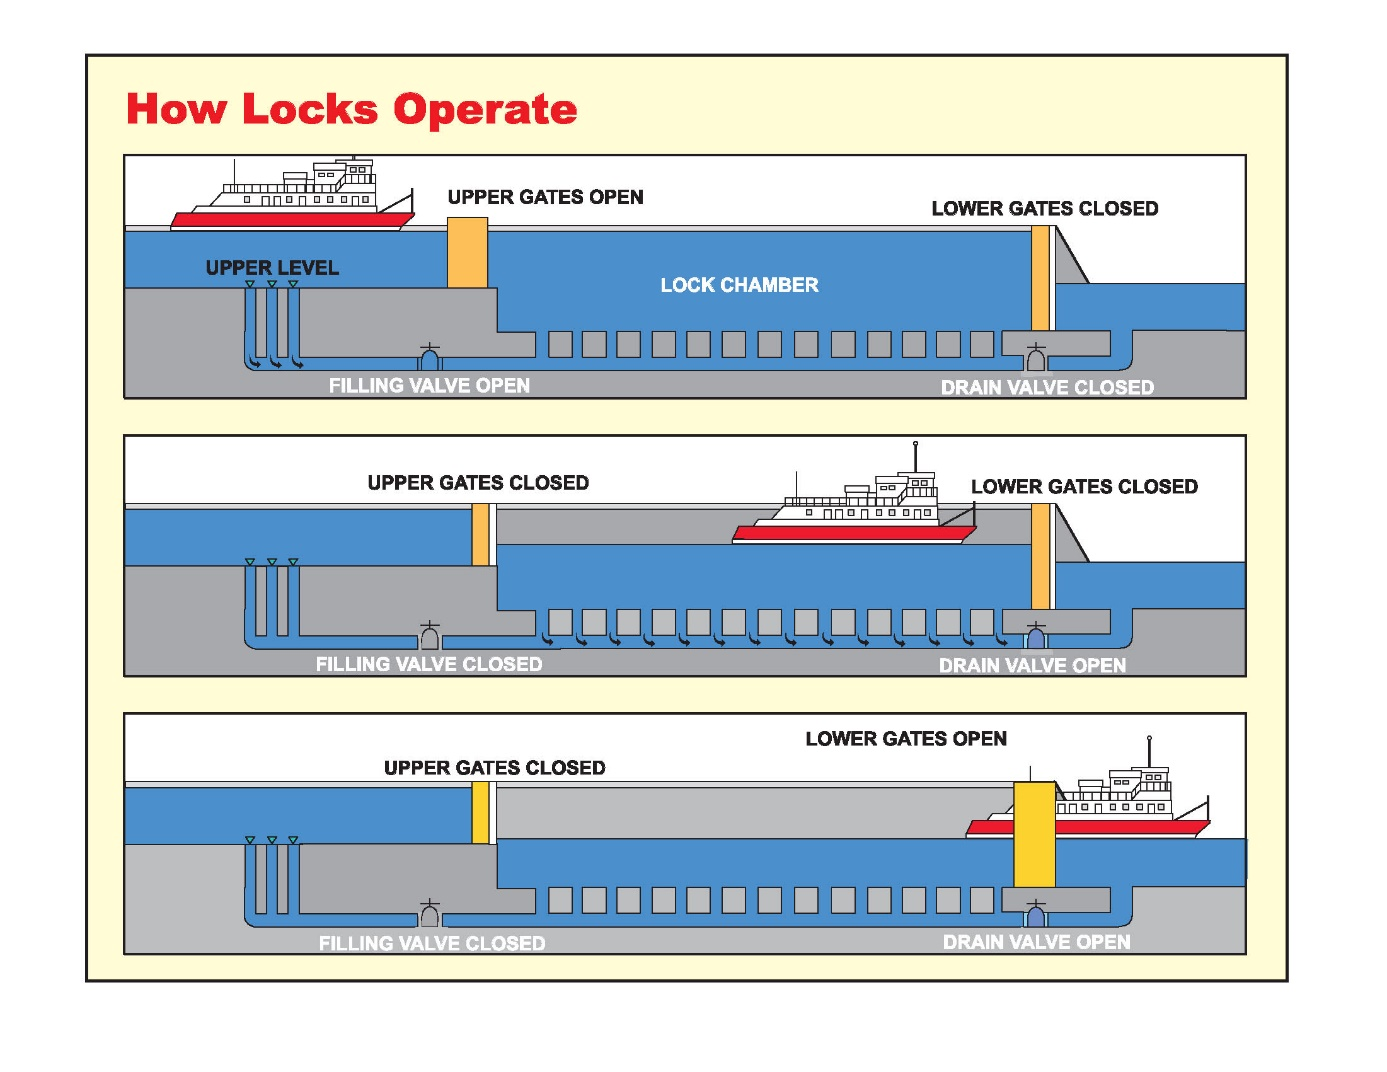 How Locks Operate
UPPER GATES OPEN
LOWER GATES CLOSED
UPPER LEVEL
LOCK CHAMBER
FILLING VALVE OPEN
DRAIN VALVE CLOSED
UPPER GATES CLOSED
LOWER GATES CLOSED
FILLING VALVE CLOSED
DRAIN VALVE OPEN
LOWER GATES OPEN
UPPER GATES CLOSED
FILLING VALVE CLOSED
DRAIN VALVE OPEN